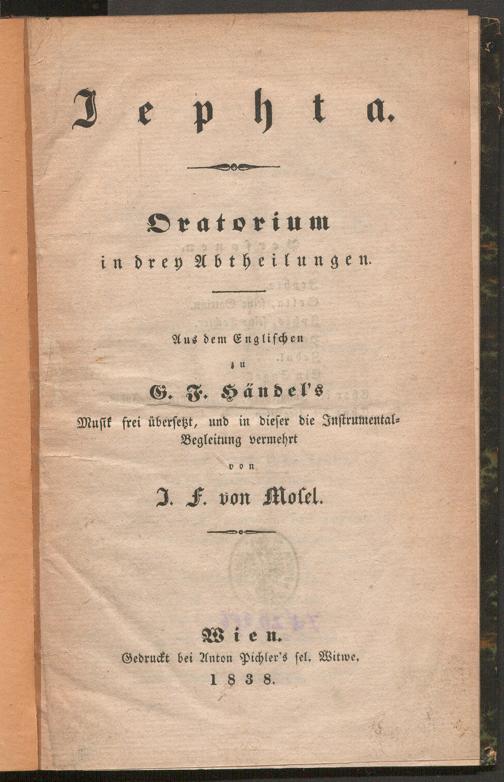 Jephta.
Oratorium
in drey Abtheilungen.
Aus dem Englischen
zu
G. F. Händel's
Musik frei übersetzt, und in dieser die Instrumental-
Begleitung vermehrt
von
J. F. von Mosel.
Wien.
Gedruckt bei Anton Pichler's sel. Witwe.
1838.